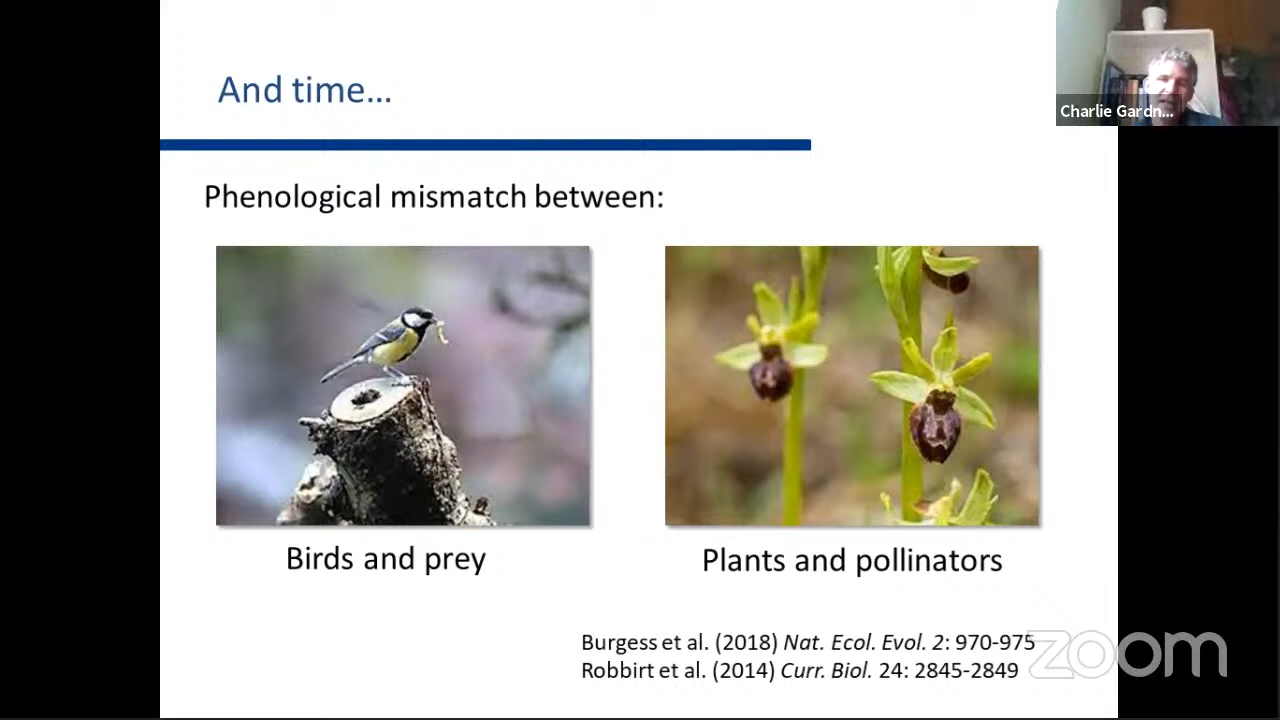 And time...
Charlie Gardn...
Phenological mismatch between:
Birds and prey
Plants and pollinators
Burgess et al. (2018) Nat. Ecol. Evol. 2: 970-975
Robbirt et al. (2014) Curr. Biol. 24: 2845-2849
zoom